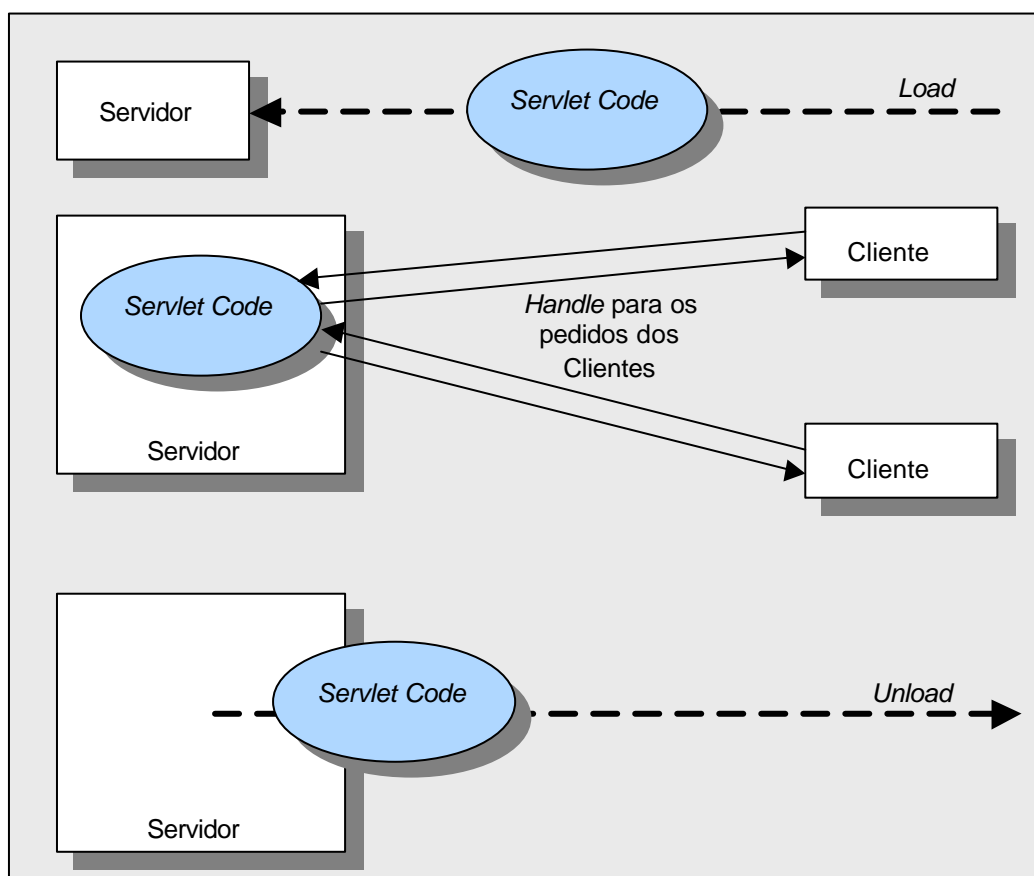 Servidor
Servlet Code
Load
Servlet Code
Servidor
Cliente
Handle para os
pedidos dos
Clientes
Cliente
Servlet Code
Unload
Servidor